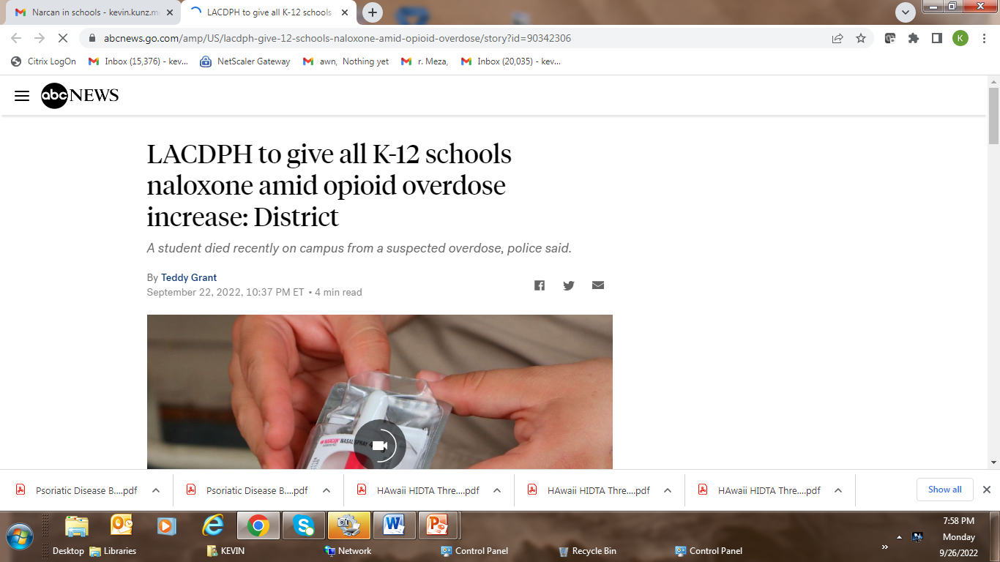 Narcan in schools - kevin.kunz.m
LACDPH to give all K-12 schools
abcnews.go.com/amp/US/lacdph-give-12-schools-naloxone-amid-opioid-overdose/story?id=90342306
K
Citrix LogOn
Inbox (15,376) - kev...
NetScaler Gateway
awn, Nothing yet
r. Meza,
Inbox (20,035) - kev...
abc NEWS
LACDPH to give all K-12 schools
naloxone amid opioid overdose
increase: District
A student died recently on campus from a suspected overdose, police said.
By Teddy Grant
September 22, 2022, 10:37 PM ET • 4 min read
NARCAN NASAL SPRAY 4
Psoriatic Disease B....pdf
Psoriatic Disease B....pdf
HAwaii HIDTA Thre....pdf
HAwaii HIDTA Thre....pdf
HAwaii HIDTA Thre....pdf
Show all
7:58 PM
Desktop
Libraries
KEVIN
Network
Control Panel
Recycle Bin
Control Panel
»
Monday
9/26/2022